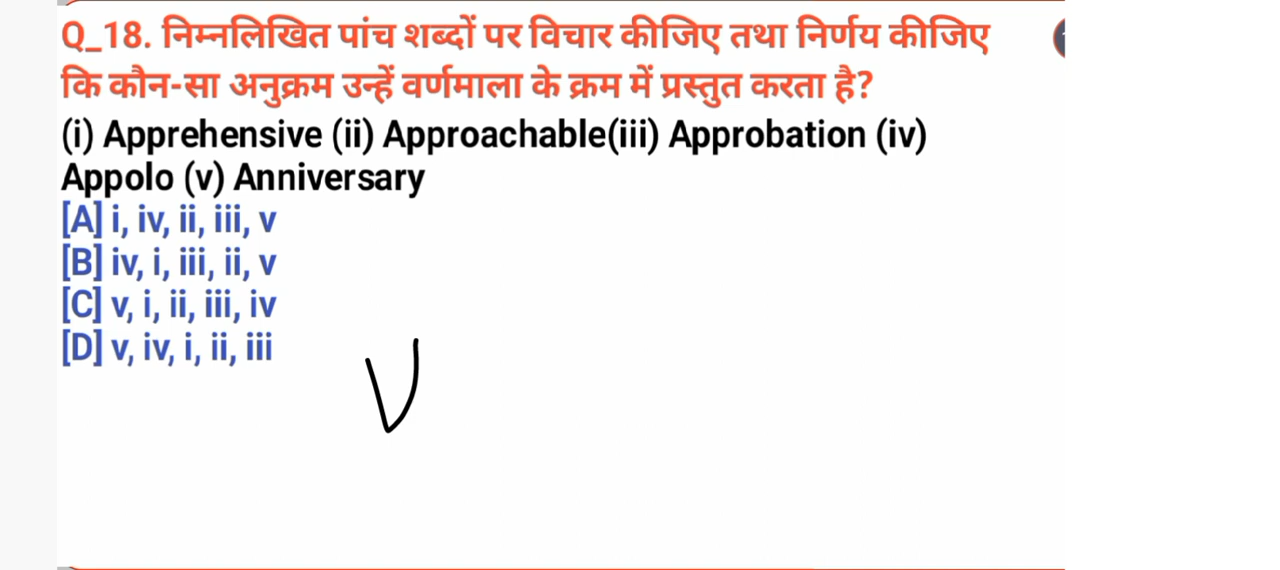 Q_18. निम्नलिखित पांच शब्दों पर विचार कीजिए तथा निर्णय कीजिए
कि कौन-सा अनुक्रम उन्हें वर्णमाला के क्रम में प्रस्तुत करता है?
(i) Apprehensive (ii) Approachable(iii) Approbation (iv)
Appolo (v) Anniversary
[A] i, iv, ii, iii, v
[B] iv, i, iii, ii, v
[C] v, i, ii, iii, iv
[D] v, iv, i, ii, iii
V